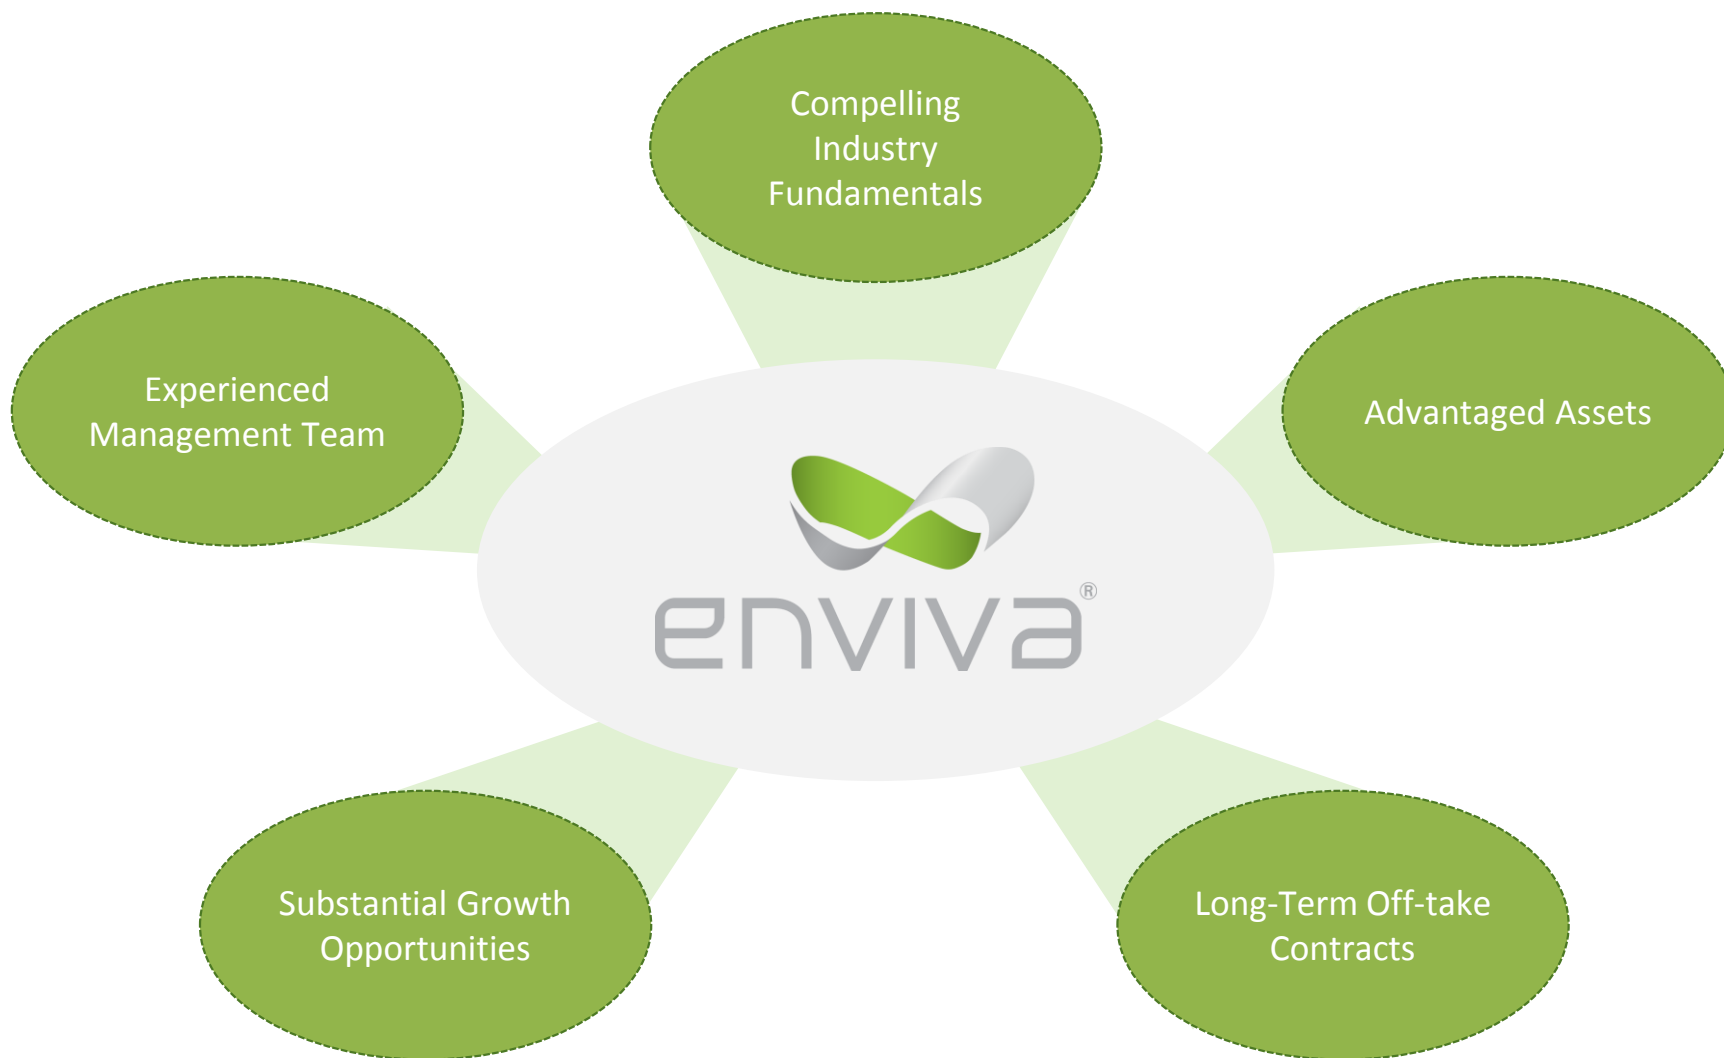 Compelling
Industry
Fundamentals
Experienced
Management Team
Advantaged Assets
enviva®
Substantial Growth
Opportunities
Long-Term Off-take
Contracts